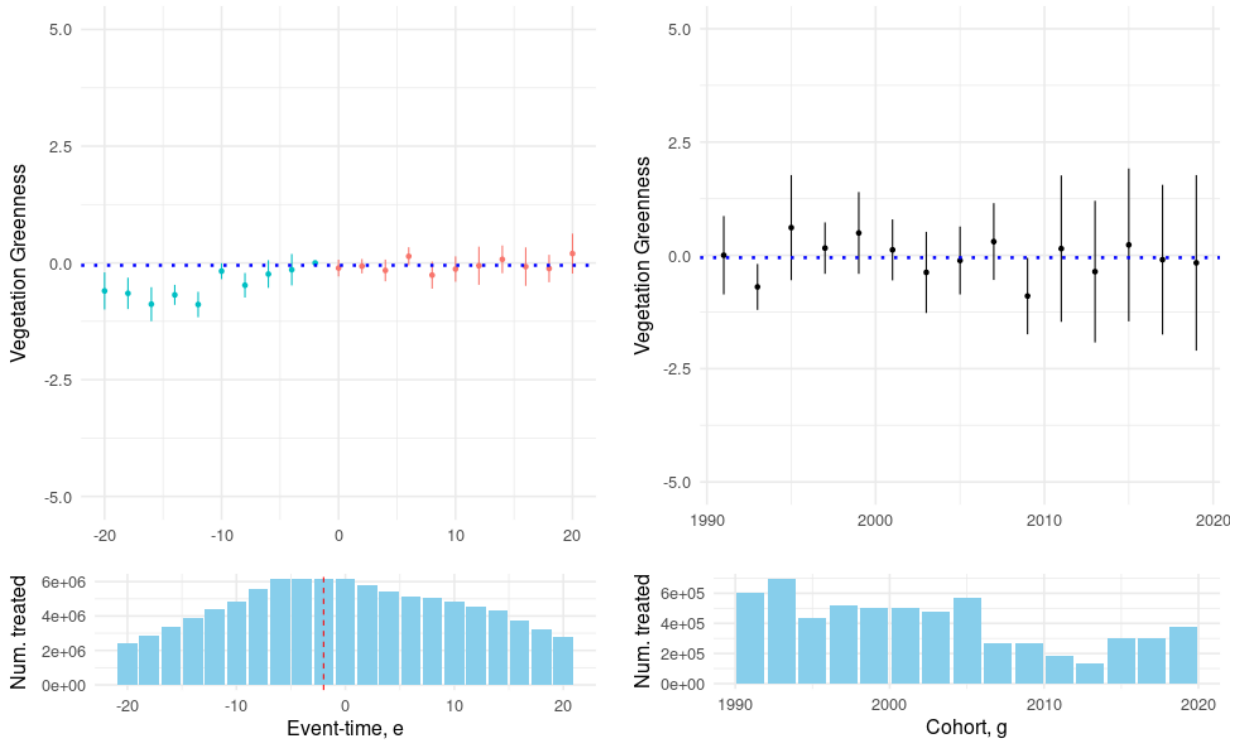 Vegetation Greenness
5.0
2.5
0.0
-2.5
-5.0
-20
-10
0
10
20
Num. treated
6e+06
4e+06
2e+06
0e+00
-20
-10
0
10
20
Event-time, e
Vegetation Greenness
5.0
2.5
0.0
-2.5
-5.0
1990
2000
2010
2020
Num. treated
6e+05
4e+05
2e+05
0e+00
1990
2000
2010
2020
Cohort, g